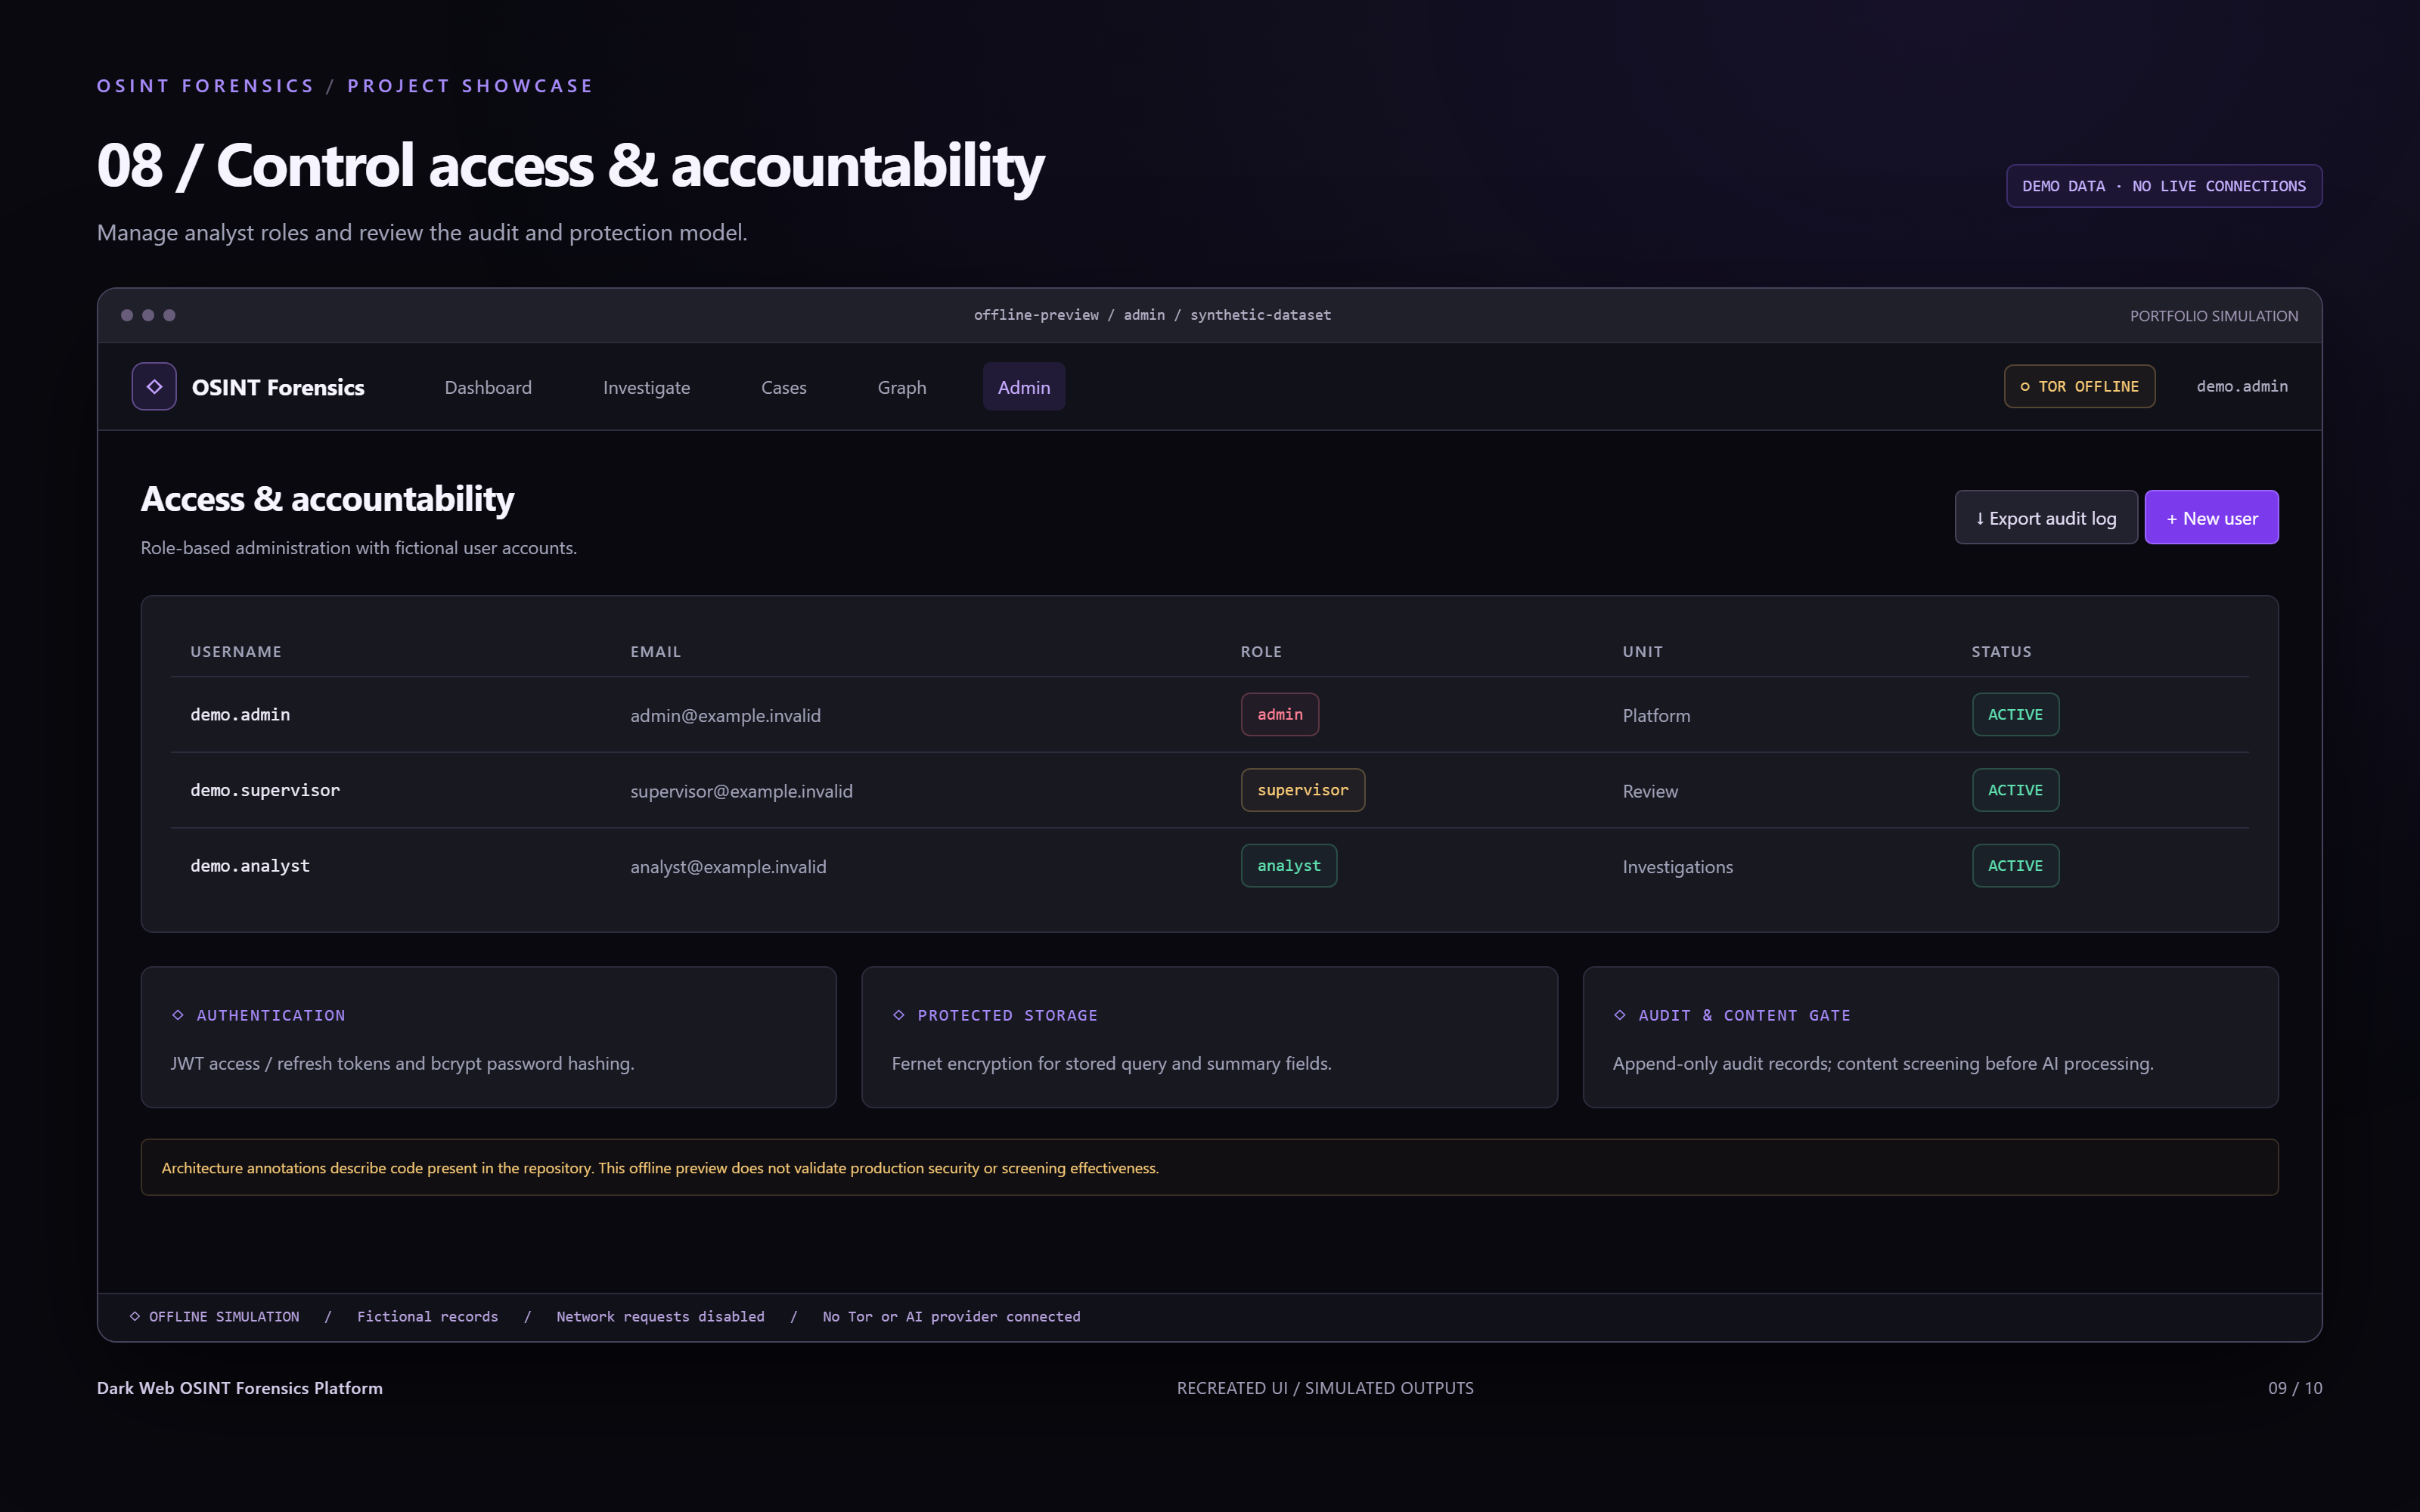 OSINT FORENSICS / PROJECT SHOWCASE
08 / Control access & accountability
DEMO DATA · NO LIVE CONNECTIONS
Manage analyst roles and review the audit and protection model.
offline-preview / admin / synthetic-dataset
PORTFOLIO SIMULATION
OSINT Forensics Dashboard Investigate Cases Graph Admin TOR OFFLINE demo.admin
Access & accountability
↓ Export audit log + New user
Role-based administration with fictional user accounts.
USERNAME EMAIL ROLE UNIT STATUS
demo.admin admin@example.invalid admin Platform ACTIVE
demo.supervisor supervisor@example.invalid supervisor Review ACTIVE
demo.analyst analyst@example.invalid analyst Investigations ACTIVE
◇ AUTHENTICATION
JWT access / refresh tokens and bcrypt password hashing.
◇ PROTECTED STORAGE
Fernet encryption for stored query and summary fields.
◇ AUDIT & CONTENT GATE
Append-only audit records; content screening before AI processing.
Architecture annotations describe code present in the repository. This offline preview does not validate production security or screening effectiveness.
◇ OFFLINE SIMULATION / Fictional records / Network requests disabled / No Tor or AI provider connected
Dark Web OSINT Forensics Platform
RECREATED UI / SIMULATED OUTPUTS
09 / 10